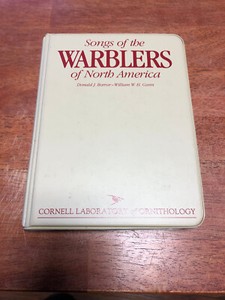 Songs of the
WARBLERS
of North America
Donald J. Borror • William W. H. Gunn
CORNELL LABORATORY of ORNITHOLOGY